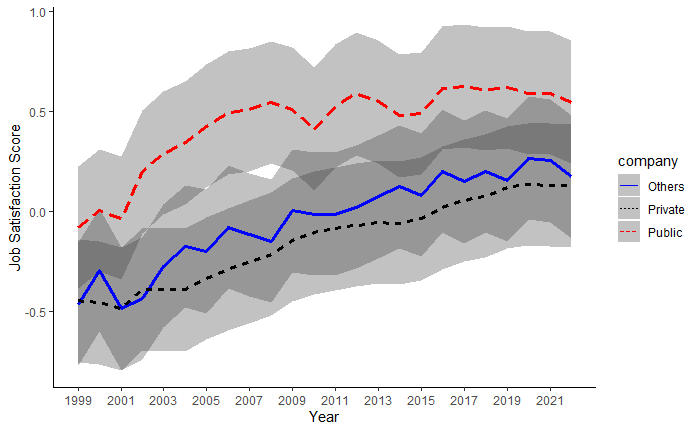 1.0
0.5
0.0
-0.5
Job Satisfaction Score
1999 2001 2003 2005 2007 2009 2011 2013 2015 2017 2019 2021
Year
company
Others
Private
Public